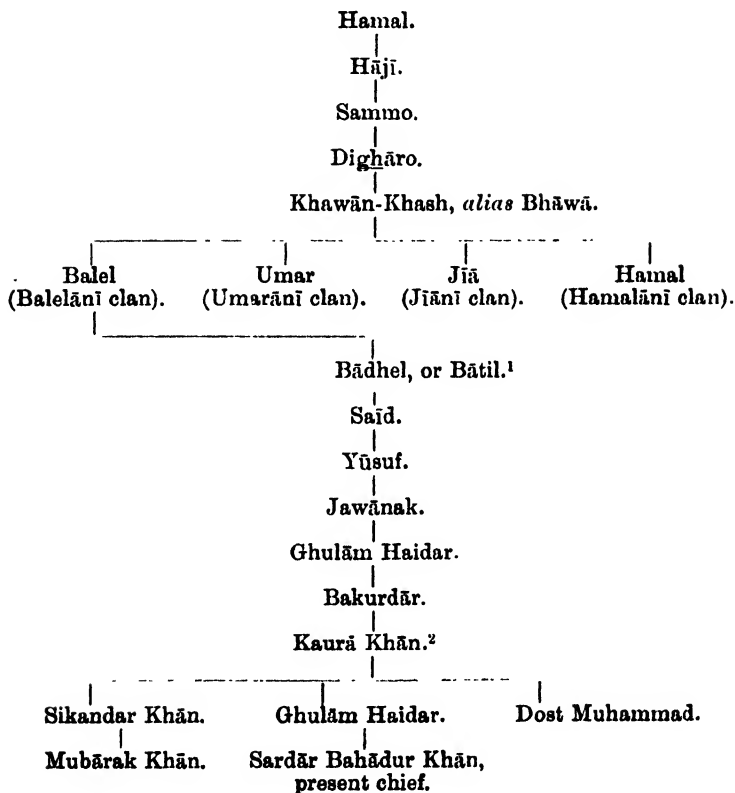 Hamal.
Hājī.
Sammo.
Dighāro.
Khawān-Khash, alias Bhāwā.
Balel Umar Jīā Hamal
(Balelānī clan). (Umarānī clan). (Jīānī clan). (Hamalānī clan).
Bādhel, or Bātil.¹
Saīd.
Yūsuf.
Jawānak.
Ghulām Haidar.
Bakurdār.
Kaurā Khān.²
Sikandar Khān. Ghulām Haidar. Dost Muhammad.
Mubārak Khān. Sardār Bahādur Khān,
present chief.